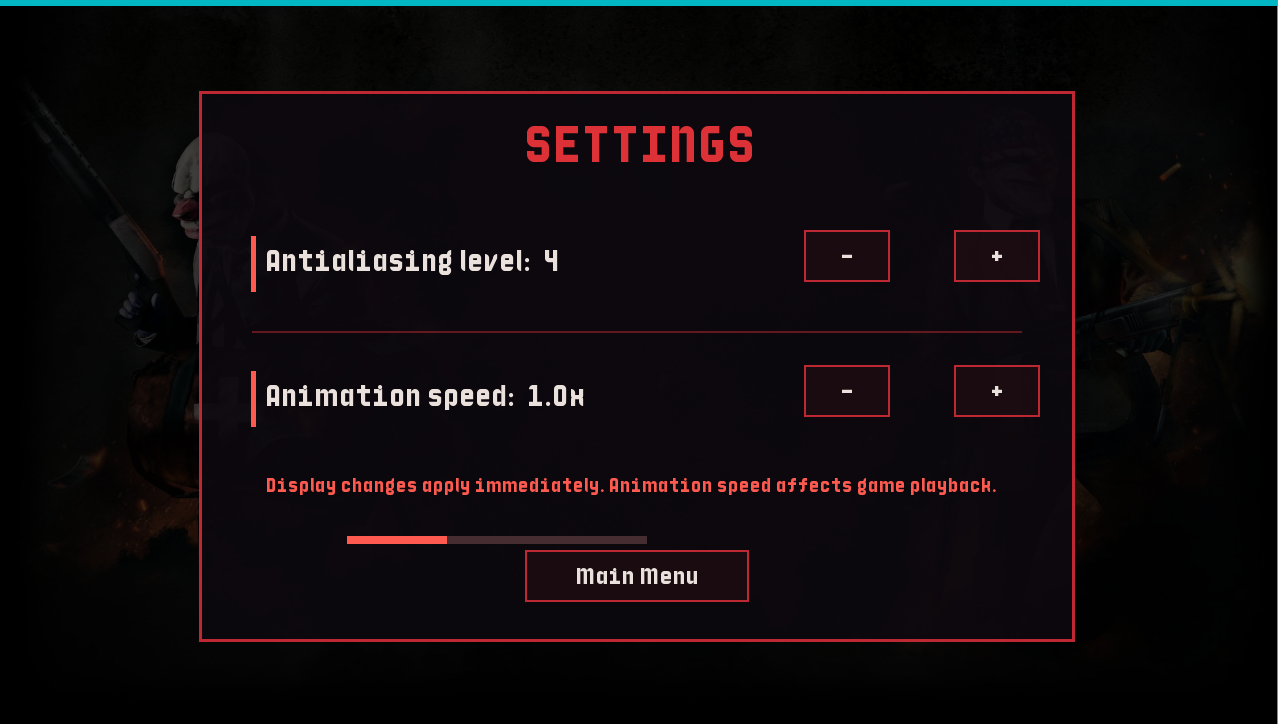 SETTINGS
Antialiasing level: 4
-
+
Animation speed: 1.0x
-
+
Display changes apply immediately. Animation speed affects game playback.
Main Menu